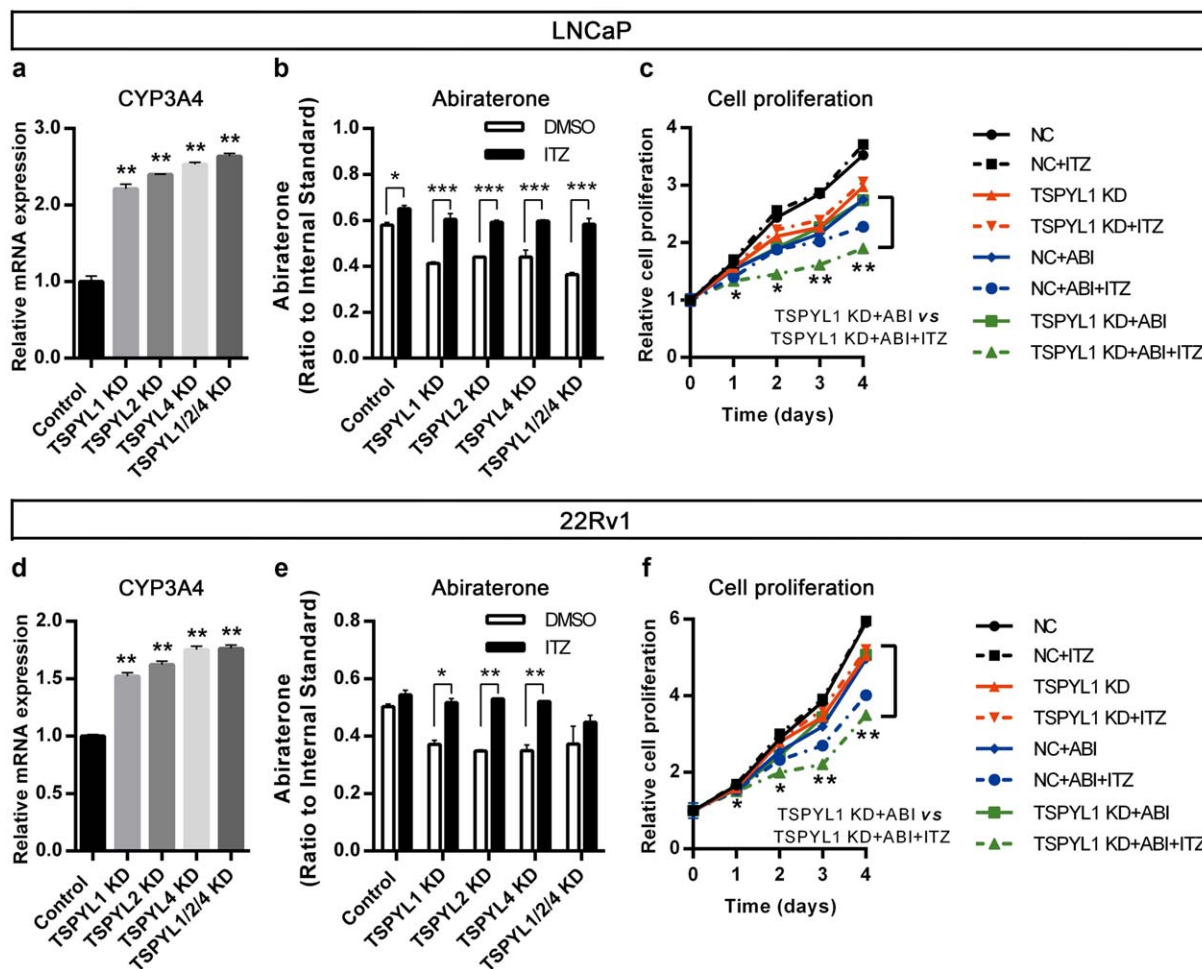 LNCaP
a
CYP3A4
Relative mRNA expression
3.0
2.0
1.0
0.0
** ** ** **
Control
TSPYL1 KD
TSPYL2 KD
TSPYL4 KD
TSPYL1/2/4 KD
b
Abiraterone
Abiraterone
(Ratio to Internal Standard)
1.0
0.8
0.6
0.4
0.2
0.0
DMSO
ITZ
* *** *** *** ***
Control
TSPYL1 KD
TSPYL2 KD
TSPYL4 KD
TSPYL1/2/4 KD
c
Cell proliferation
Relative cell proliferation
4
3
2
1
0
* * ** **
TSPYL1 KD+ABI vs
TSPYL1 KD+ABI+ITZ
0 1 2 3 4
Time (days)
NC
NC+ITZ
TSPYL1 KD
TSPYL1 KD+ITZ
NC+ABI
NC+ABI+ITZ
TSPYL1 KD+ABI
TSPYL1 KD+ABI+ITZ
22Rv1
d
CYP3A4
Relative mRNA expression
2.0
1.5
1.0
0.5
0.0
** ** ** **
Control
TSPYL1 KD
TSPYL2 KD
TSPYL4 KD
TSPYL1/2/4 KD
e
Abiraterone
Abiraterone
(Ratio to Internal Standard)
0.8
0.6
0.4
0.2
0.0
DMSO
ITZ
* ** **
Control
TSPYL1 KD
TSPYL2 KD
TSPYL4 KD
TSPYL1/2/4 KD
f
Cell proliferation
Relative cell proliferation
6
4
2
0
* * ** **
TSPYL1 KD+ABI vs
TSPYL1 KD+ABI+ITZ
0 1 2 3 4
Time (days)
NC
NC+ITZ
TSPYL1 KD
TSPYL1 KD+ITZ
NC+ABI
NC+ABI+ITZ
TSPYL1 KD+ABI
TSPYL1 KD+ABI+ITZ